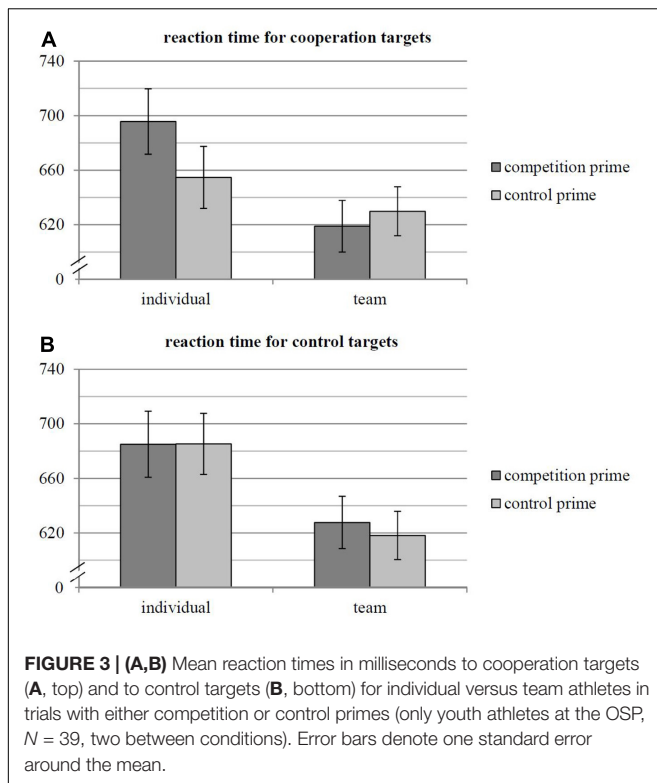 A
reaction time for cooperation targets
740
700
660
620
0
individual
team
competition prime
control prime
B
reaction time for control targets
740
700
660
620
0
individual
team
competition prime
control prime
FIGURE 3 | (A,B) Mean reaction times in milliseconds to cooperation targets
(A, top) and to control targets (B, bottom) for individual versus team athletes in
trials with either competition or control primes (only youth athletes at the OSP,
N = 39, two between conditions). Error bars denote one standard error
around the mean.